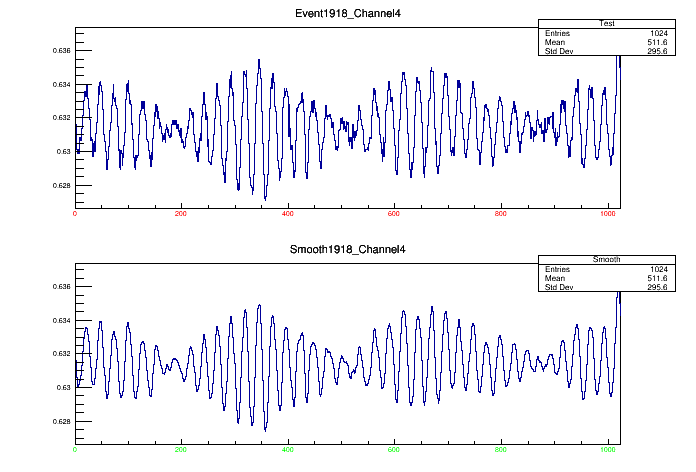 Event1918_Channel4
Test
Entries 1024
Mean 511.6
Std Dev 295.6
0.636
0.634
0.632
0.63
0.628
0 200 400 600 800 1000
Smooth1918_Channel4
Smooth
Entries 1024
Mean 511.6
Std Dev 295.6
0.636
0.634
0.632
0.63
0.628
0 200 400 600 800 1000